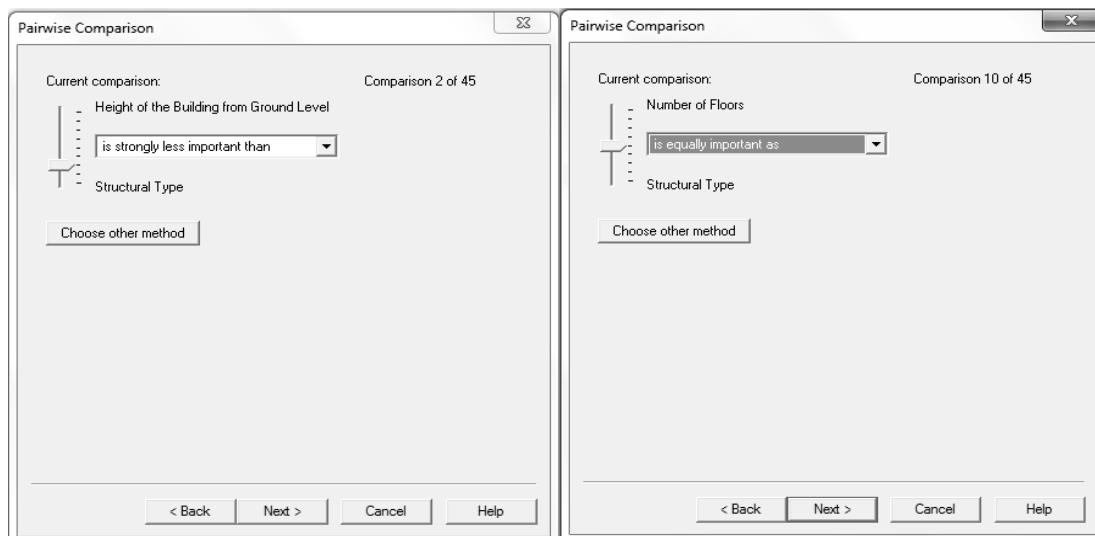 Pairwise Comparison
Current comparison: Comparison 2 of 45
Height of the Building from Ground Level
is strongly less important than
Structural Type
Choose other method
< Back Next > Cancel Help
Pairwise Comparison
Current comparison: Comparison 10 of 45
Number of Floors
is equally important as
Structural Type
Choose other method
< Back Next > Cancel Help